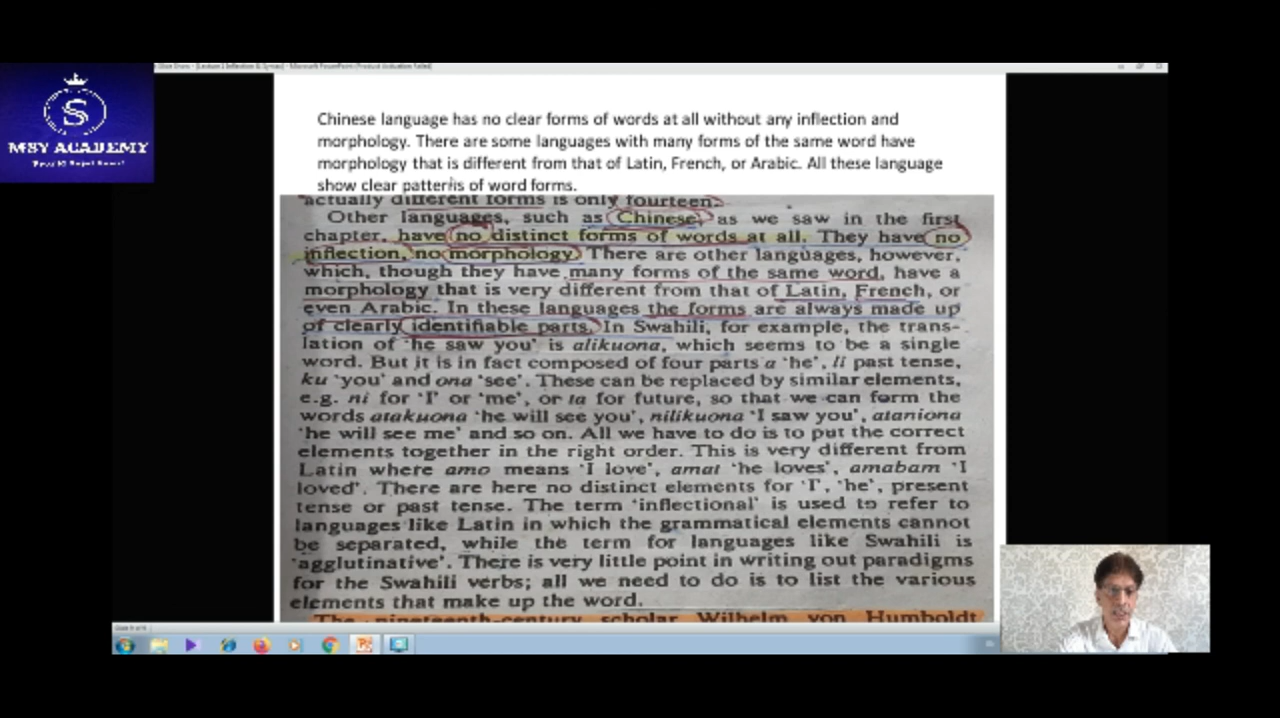 MSY ACADEMY
Chinese language has no clear forms of words at all without any inflection and
morphology. There are some languages with many forms of the same word have
morphology that is different from that of Latin, French, or Arabic. All these language
show clear patterns of word forms.
actually different forms is only fourteen.
Other languages, such as Chinese, as we saw in the first
chapter, have no distinct forms of words at all. They have no
inflection, no morphology. There are other languages, however,
which, though they have many forms of the same word, have a
morphology that is very different from that of Latin, French, or
even Arabic. In these languages the forms are always made up
of clearly identifiable parts. In Swahili, for example, the trans-
lation of 'he saw you' is alikuona, which seems to be a single
word. But it is in fact composed of four parts a 'he', li past tense,
ku 'you' and ona 'see'. These can be replaced by similar elements,
e.g. ni for 'I' or 'me', or ta for future, so that we can form the
words atakuona 'he will see you', nilikuona 'I saw you', ataniona
'he will see me' and so on. All we have to do is to put the correct
elements together in the right order. This is very different from
Latin where amo means 'I love', amat 'he loves', amabam 'I
loved'. There are here no distinct elements for 'I', 'he', present
tense or past tense. The term 'inflectional' is used to refer to
languages like Latin in which the grammatical elements cannot
be separated, while the term for languages like Swahili is
'agglutinative'. There is very little point in writing out paradigms
for the Swahili verbs; all we need to do is to list the various
elements that make up the word.
The nineteenth-century scholar Wilhelm von Humboldt